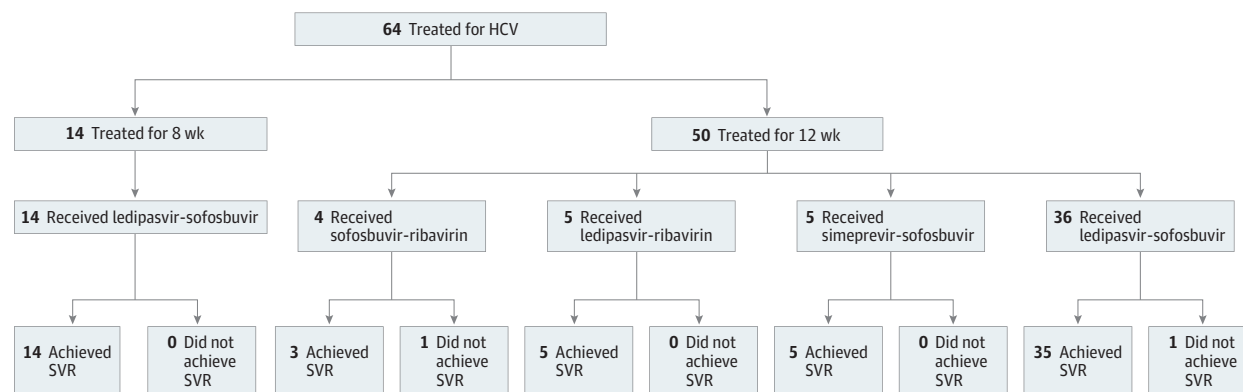 64 Treated for HCV
14 Treated for 8 wk
50 Treated for 12 wk
14 Received ledipasvir-sofosbuvir
4 Received
sofosbuvir-ribavirin
5 Received
ledipasvir-ribavirin
5 Received
simeprevir-sofosbuvir
36 Received
ledipasvir-sofosbuvir
14 Achieved
SVR
0 Did not
achieve
SVR
3 Achieved
SVR
1 Did not
achieve
SVR
5 Achieved
SVR
0 Did not
achieve
SVR
5 Achieved
SVR
0 Did not
achieve
SVR
35 Achieved
SVR
1 Did not
achieve
SVR